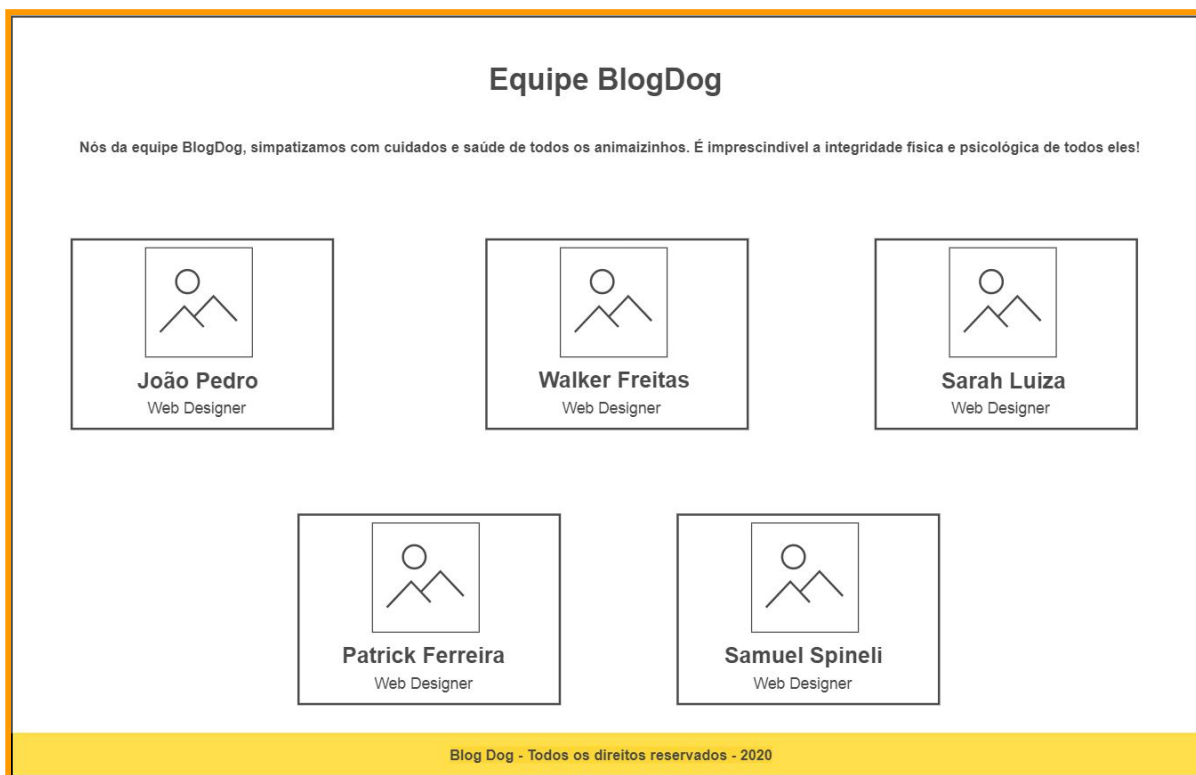 Equipe BlogDog
Nós da equipe BlogDog, simpatizamos com cuidados e saúde de todos os animaizinhos. É imprescindível a integridade física e psicológica de todos eles!
João Pedro
Web Designer
Walker Freitas
Web Designer
Sarah Luiza
Web Designer
Patrick Ferreira
Web Designer
Samuel Spineli
Web Designer
Blog Dog - Todos os direitos reservados - 2020